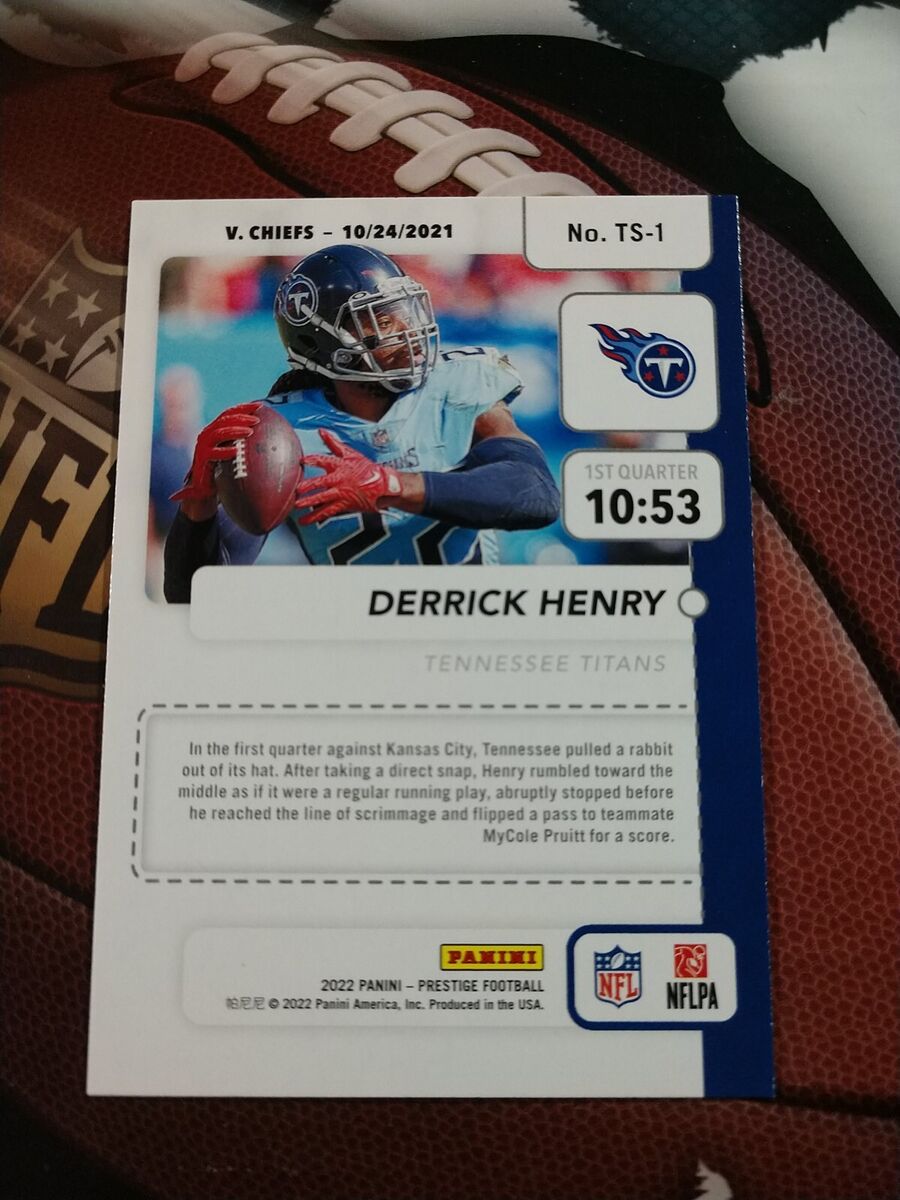 V. CHIEFS – 10/24/2021
No. TS-1
T
T
2
22
NFL
1ST QUARTER
10:53
DERRICK HENRY
TENNESSEE TITANS
In the first quarter against Kansas City, Tennessee pulled a rabbit
out of its hat. After taking a direct snap, Henry rumbled toward the
middle as if it were a regular running play, abruptly stopped before
he reached the line of scrimmage and flipped a pass to teammate
MyCole Pruitt for a score.
PANINI
2022 PANINI – PRESTIGE FOOTBALL
帕尼尼 © 2022 Panini America, Inc. Produced in the USA.
NFL
NFLPA